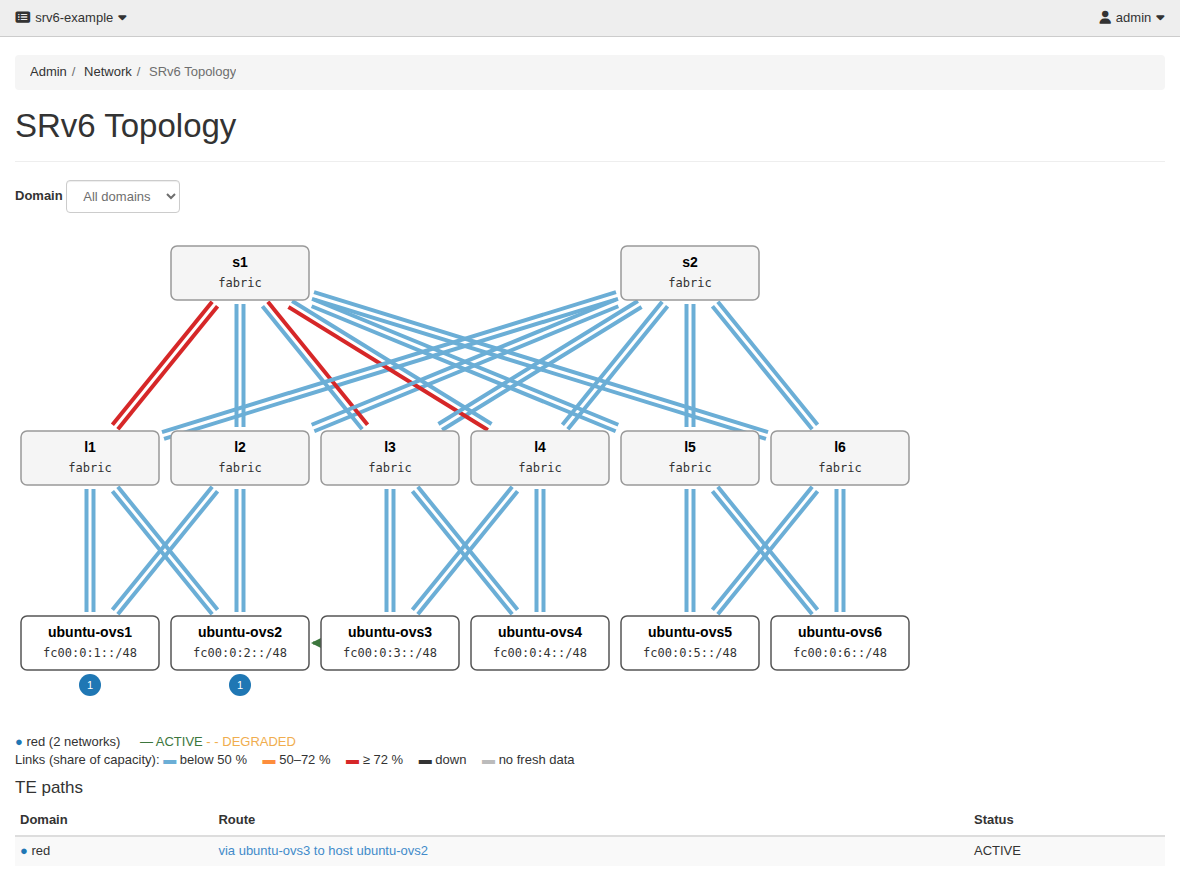 srv6-example admin
Admin / Network / SRv6 Topology
SRv6 Topology
Domain All domains
s1 s2
fabric fabric
l1 l2 l3 l4 l5 l6
fabric fabric fabric fabric fabric fabric
ubuntu-ovs1 ubuntu-ovs2 ubuntu-ovs3 ubuntu-ovs4 ubuntu-ovs5 ubuntu-ovs6
fc00:0:1::/48 fc00:0:2::/48 fc00:0:3::/48 fc00:0:4::/48 fc00:0:5::/48 fc00:0:6::/48
1 1
● red (2 networks) — ACTIVE - - DEGRADED
Links (share of capacity): below 50 % 50–72 % ≥ 72 % down no fresh data
TE paths
Domain Route Status
● red via ubuntu-ovs3 to host ubuntu-ovs2 ACTIVE